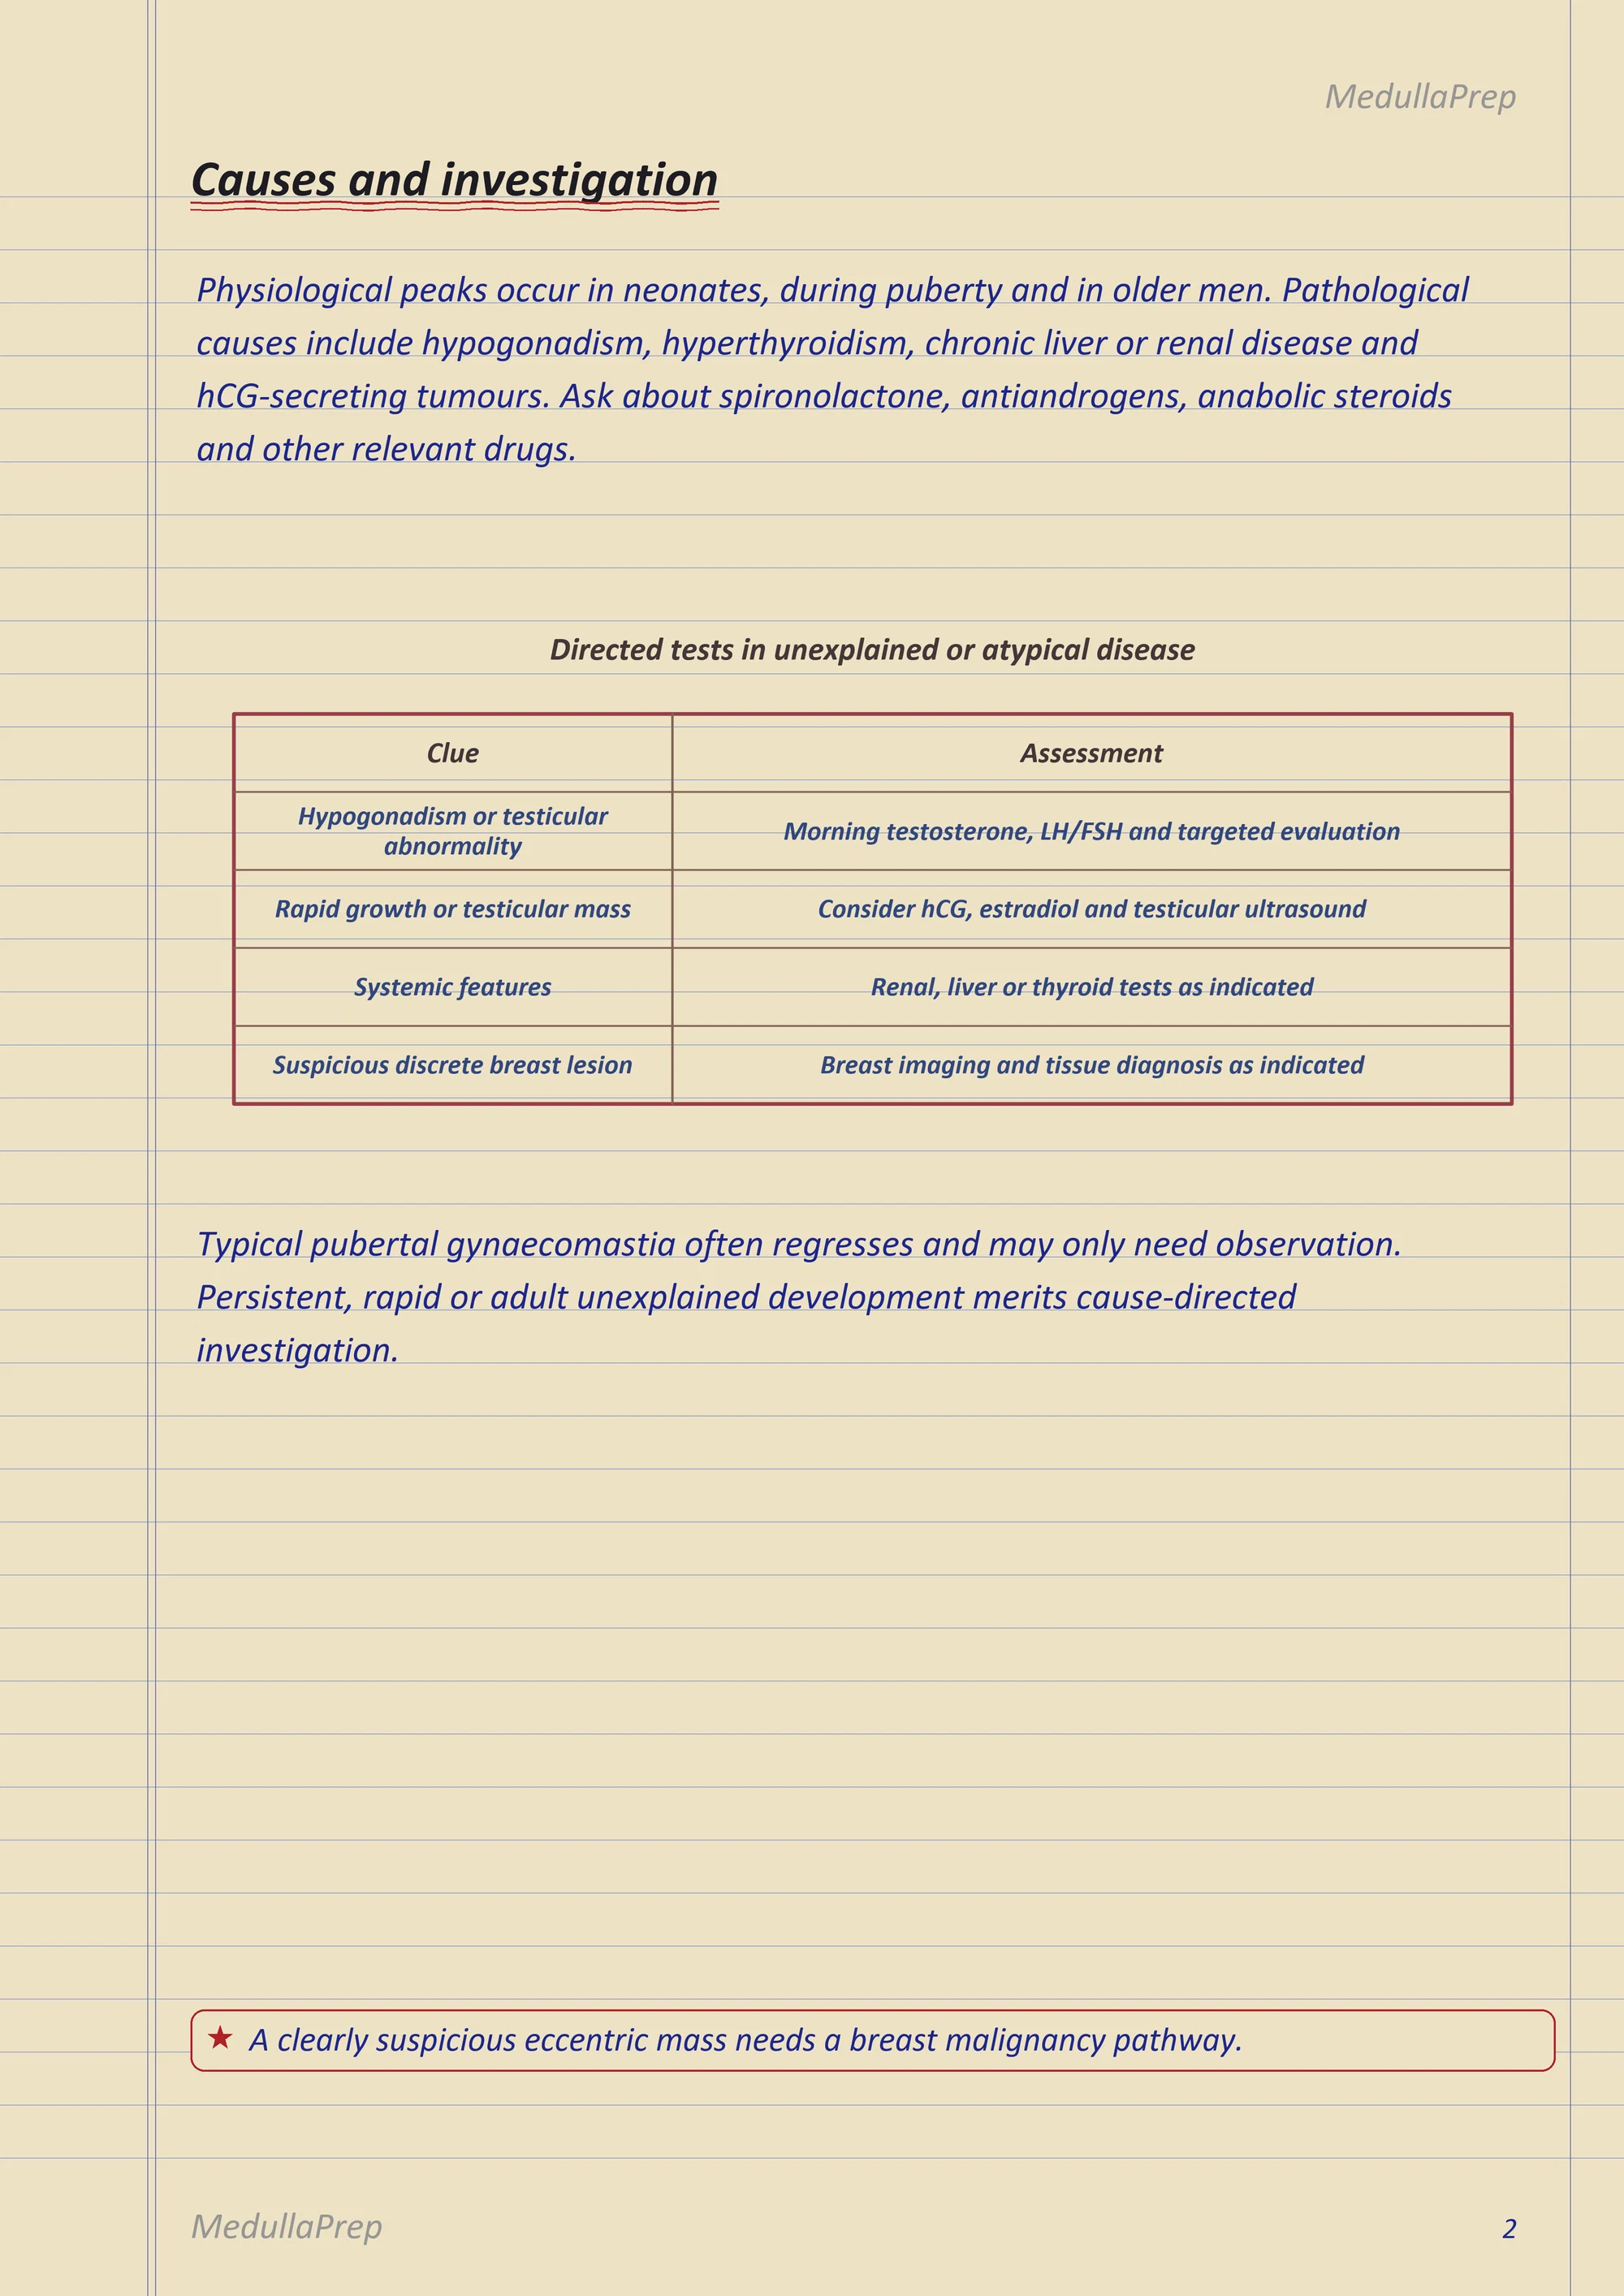 MedullaPrep
Causes and investigation
Physiological peaks occur in neonates, during puberty and in older men. Pathological
causes include hypogonadism, hyperthyroidism, chronic liver or renal disease and
hCG-secreting tumours. Ask about spironolactone, antiandrogens, anabolic steroids
and other relevant drugs.
Directed tests in unexplained or atypical disease
Clue Assessment
Hypogonadism or testicular
abnormality
Morning testosterone, LH/FSH and targeted evaluation
Rapid growth or testicular mass Consider hCG, estradiol and testicular ultrasound
Systemic features Renal, liver or thyroid tests as indicated
Suspicious discrete breast lesion Breast imaging and tissue diagnosis as indicated
Typical pubertal gynaecomastia often regresses and may only need observation.
Persistent, rapid or adult unexplained development merits cause-directed
investigation.
★ A clearly suspicious eccentric mass needs a breast malignancy pathway.
MedullaPrep 2